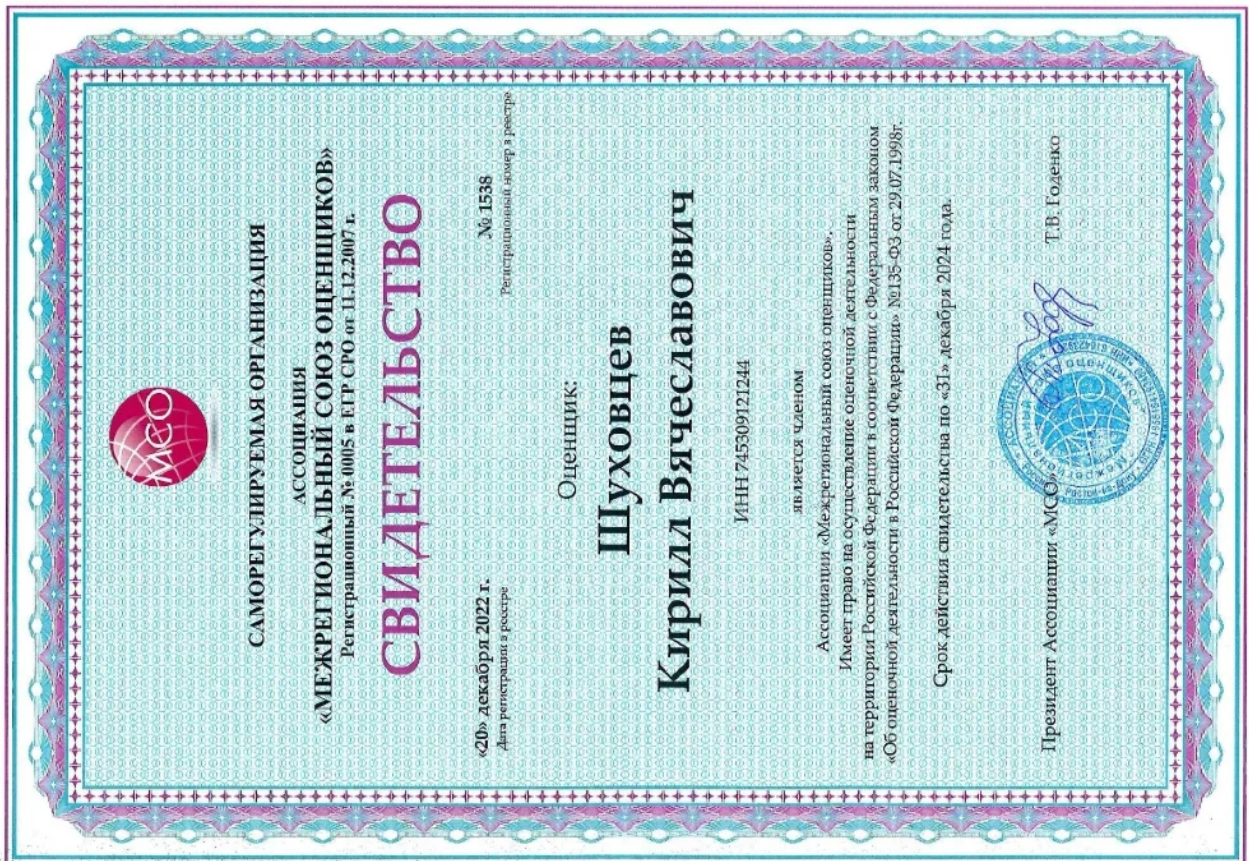 МСО
САМОРЕГУЛИРУЕМАЯ ОРГАНИЗАЦИЯ
АССОЦИАЦИЯ
«МЕЖРЕГИОНАЛЬНЫЙ СОЮЗ ОЦЕНЩИКОВ»
Регистрационный № 0005 в ЕГР СРО от 11.12.2007 г.
СВИДЕТЕЛЬСТВО
«20» декабря 2022 г. № 1538
Дата регистрации в реестре Регистрационный номер в реестре
Оценщик:
Шуховцев
Кирилл Вячеславович
ИНН 745309121244
является членом
Ассоциации «Межрегиональный союз оценщиков».
Имеет право на осуществление оценочной деятельности
на территории Российской Федерации в соответствии с Федеральным законом
«Об оценочной деятельности в Российской Федерации» №135-ФЗ от 29.07.1998г.
Срок действия свидетельства по «31» декабря 2024 года.
Президент Ассоциации «МСО» Т.В. Годенко